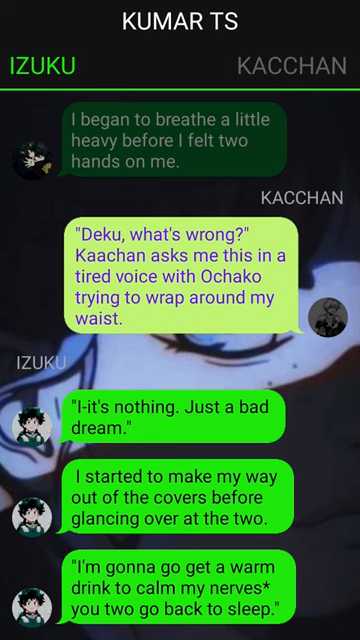 KUMAR TS
IZUKU
KACCHAN
I began to breathe a little
heavy before I felt two
hands on me.
KACCHAN
"Deku, what's wrong?"
Kaachan asks me this in a
tired voice with Ochako
trying to wrap around my
waist.
IZUKU
"I-it's nothing. Just a bad
dream."
I started to make my way
out of the covers before
glancing over at the two.
"I'm gonna go get a warm
drink to calm my nerves*
you two go back to sleep."